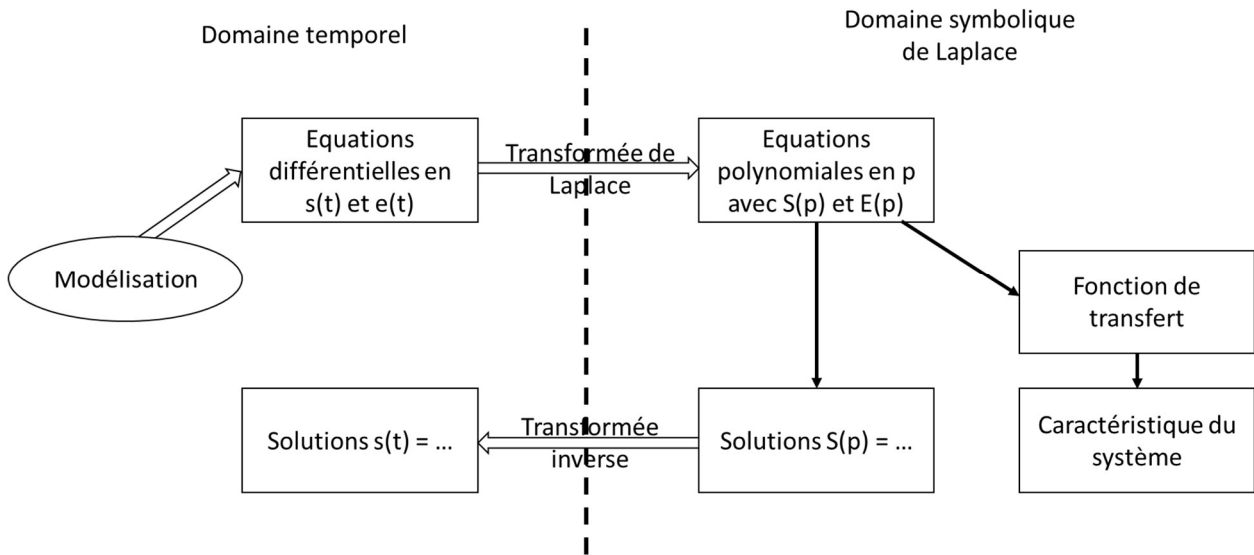 Domaine temporel
Domaine symbolique
de Laplace
Equations
différentielles en
s(t) et e(t)
Transformée de
Laplace
Equations
polynomiales en p
avec S(p) et E(p)
Modélisation
Fonction de
transfert
Solutions s(t) = ...
Transformée
inverse
Solutions S(p) = ...
Caractéristique du
système